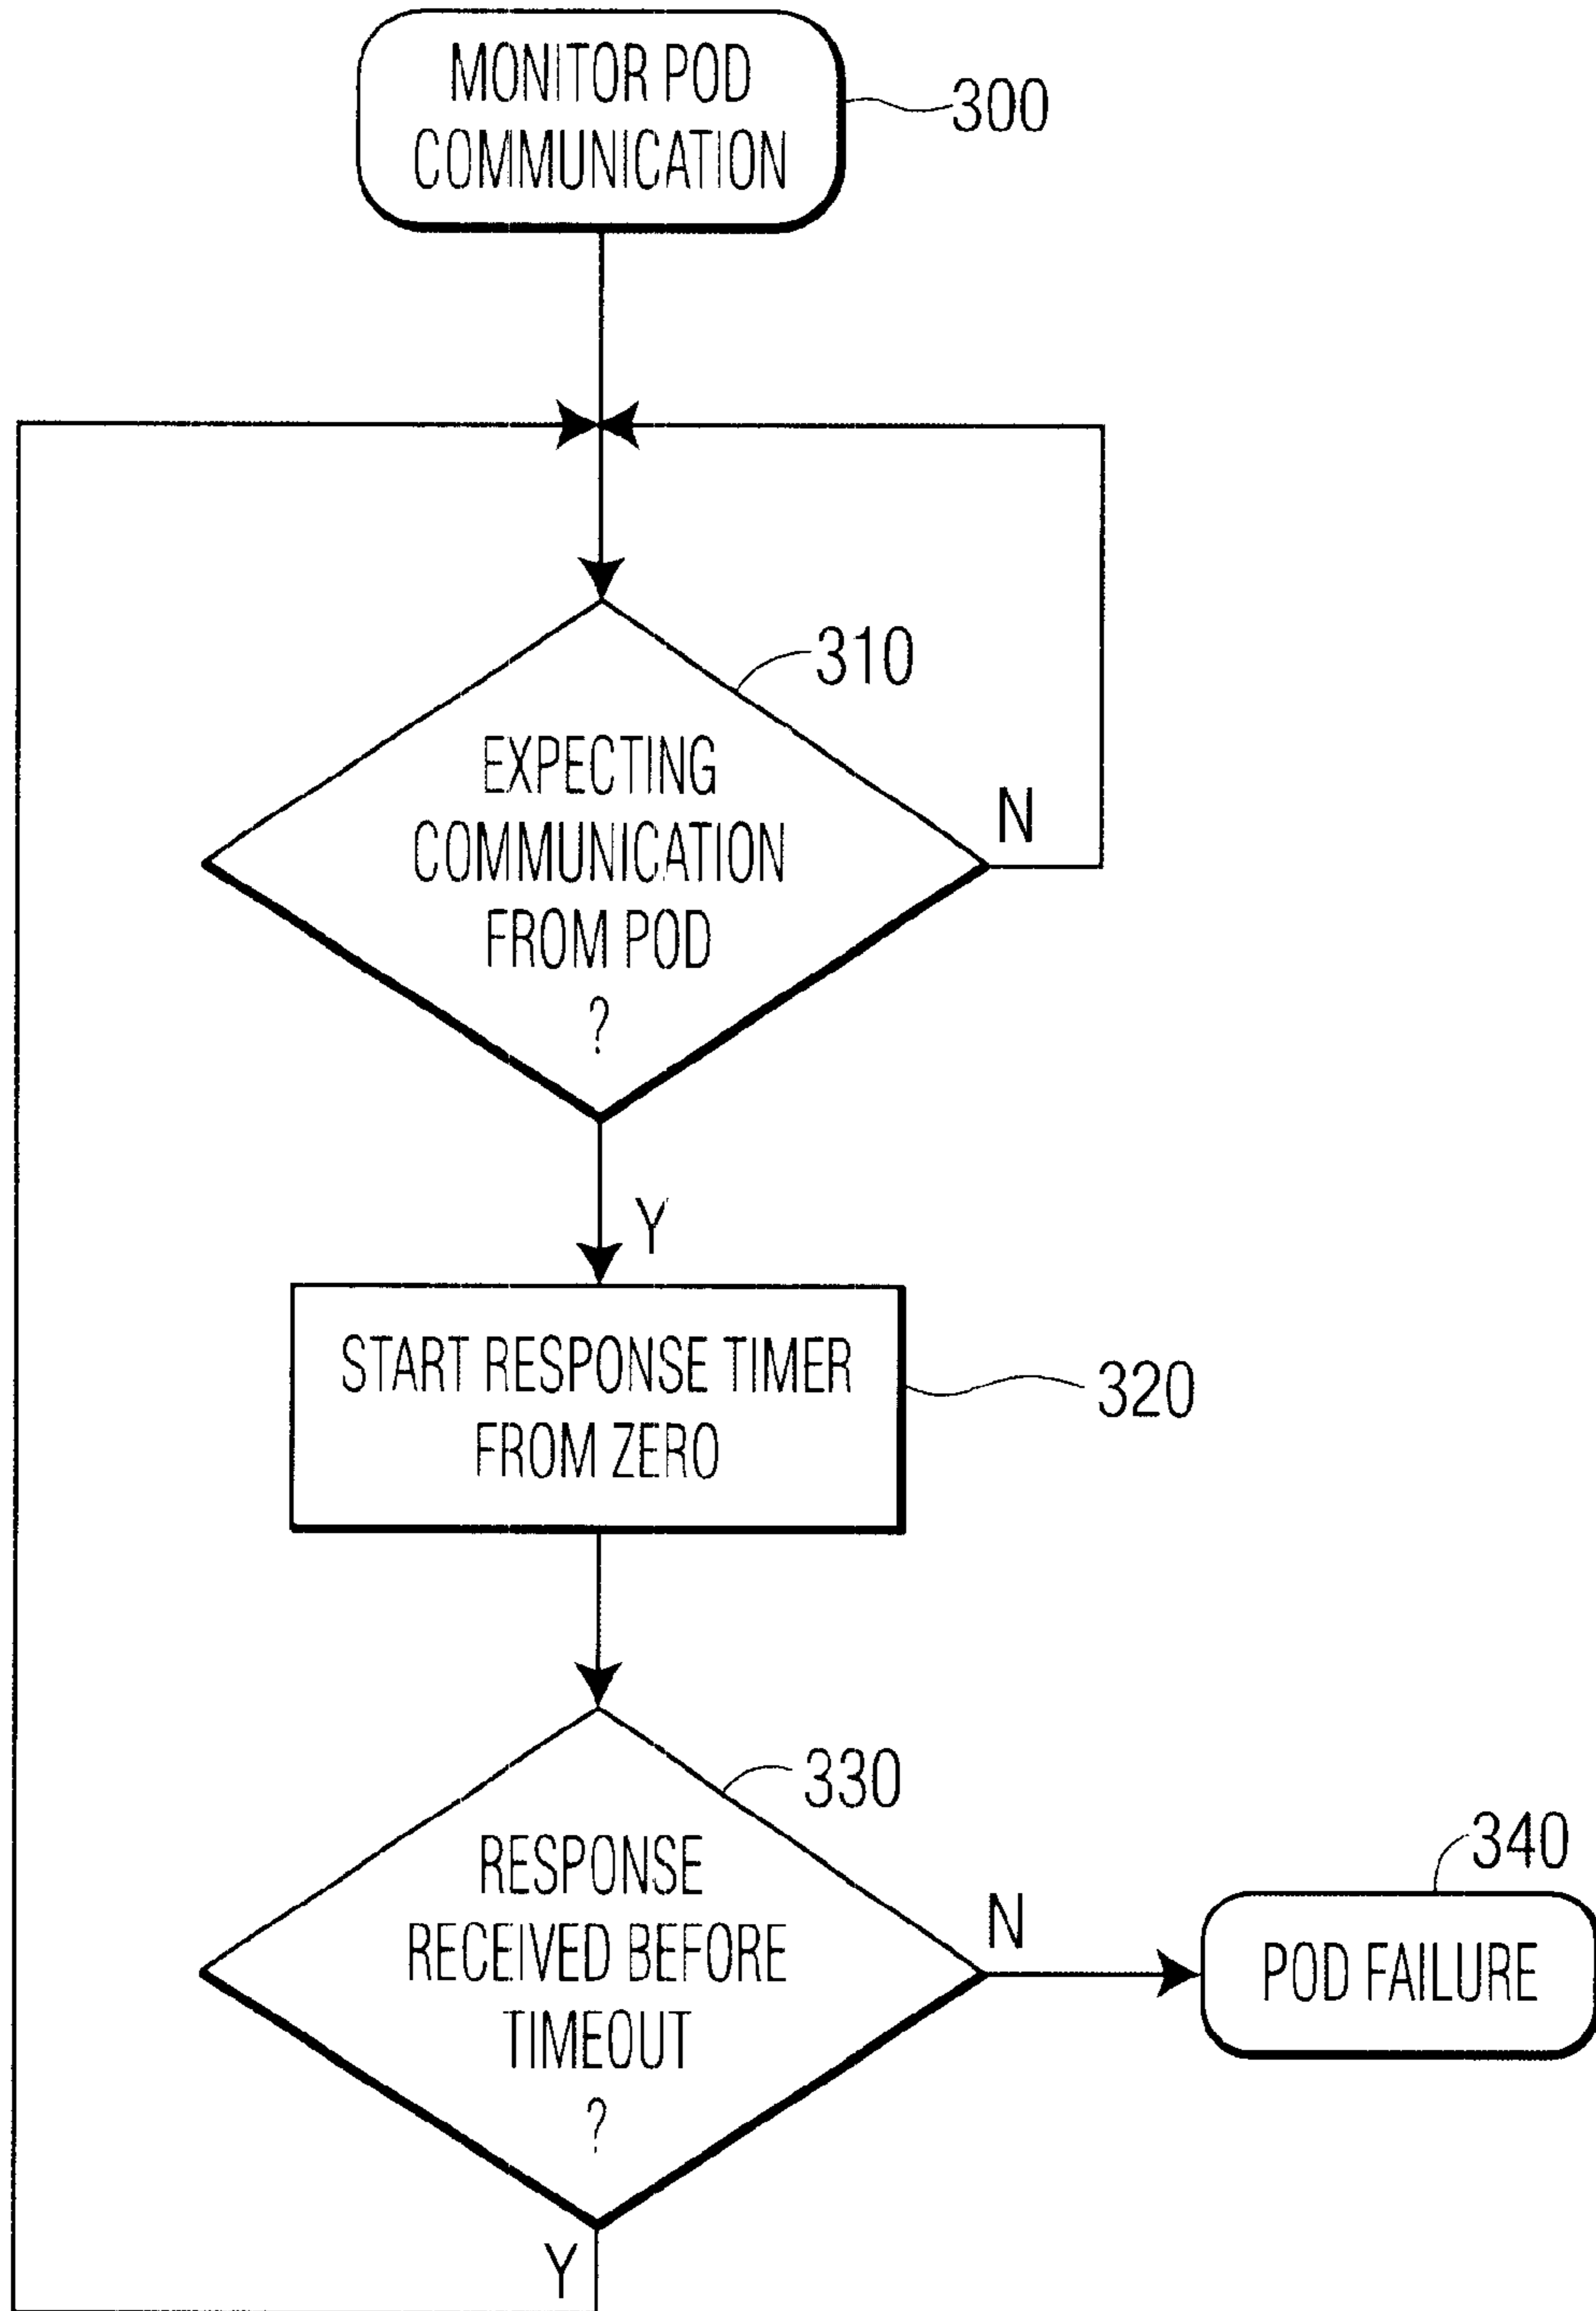 MONITOR POD
COMMUNICATION
300
310
EXPECTING
COMMUNICATION
FROM POD
?
N
Y
START RESPONSE TIMER
FROM ZERO
320
330
RESPONSE
RECEIVED BEFORE
TIMEOUT
?
N
340
POD FAILURE
Y